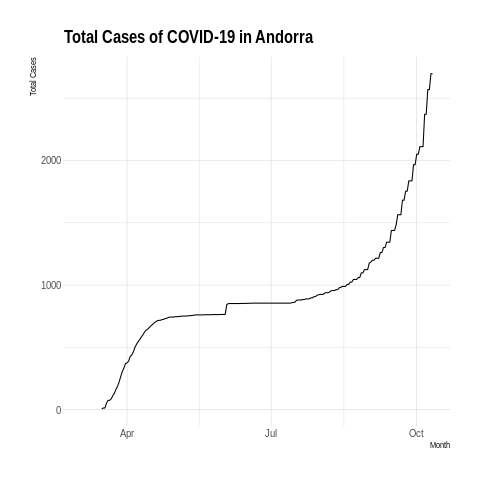 Total Cases of COVID-19 in Andorra
Total Cases
2000
1000
0
Apr Jul Oct
Month